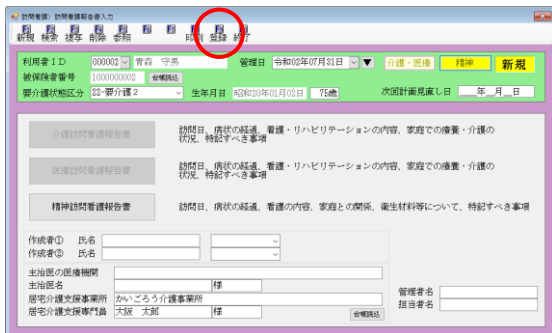 訪問看護》訪問看護報告書入力
新規 検索 複写 削除 参照 印刷 登録 終了
利用者ID 000002 青森 守男 管理日 令和02年07月31日 ▼ 介護・医療 精神 新規
被保険者番号 1000000002 台帳読込
要介護状態区分 22-要介護2 生年月日 昭和20年01月02日 75歳 次回計画見直し日 __年__月__日
介護訪問看護報告書 訪問日、病状の経過、看護・リハビリテーションの内容、家庭での療養・介護の
状況、特記すべき事項
医療訪問看護報告書 訪問日、病状の経過、看護・リハビリテーションの内容、家庭での療養・介護の
状況、特記すべき事項
精神訪問看護報告書 訪問日、病状の経過、看護の内容、家庭との関係、衛生材料等について、特記すべき事項
作成者① 氏名
作成者② 氏名
主治医の医療機関
主治医名 様
居宅介護支援事業所 かいごろう介護事業所
居宅介護支援専門員 大阪 太郎 様 台帳読込
管理者名
担当者名